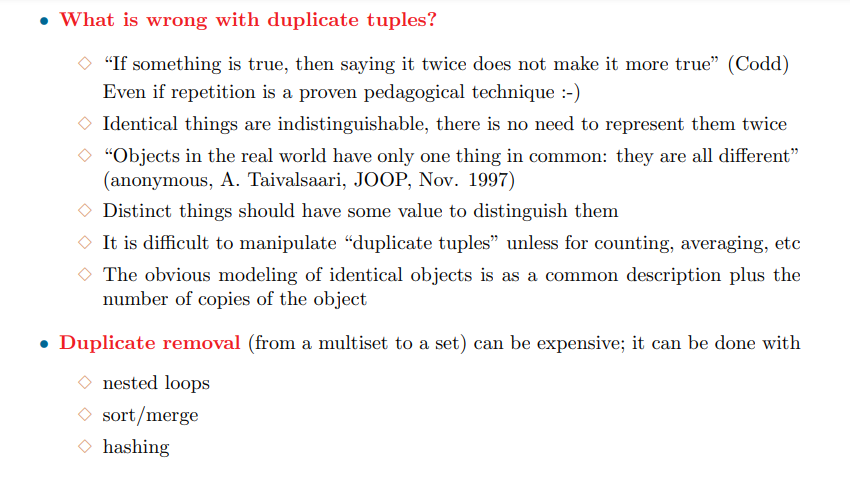 • What is wrong with duplicate tuples?
◇ “If something is true, then saying it twice does not make it more true” (Codd)
Even if repetition is a proven pedagogical technique :-)
◇ Identical things are indistinguishable, there is no need to represent them twice
◇ “Objects in the real world have only one thing in common: they are all different”
(anonymous, A. Taivalsaari, JOOP, Nov. 1997)
◇ Distinct things should have some value to distinguish them
◇ It is difficult to manipulate “duplicate tuples” unless for counting, averaging, etc
◇ The obvious modeling of identical objects is as a common description plus the
number of copies of the object
• Duplicate removal (from a multiset to a set) can be expensive; it can be done with
◇ nested loops
◇ sort/merge
◇ hashing